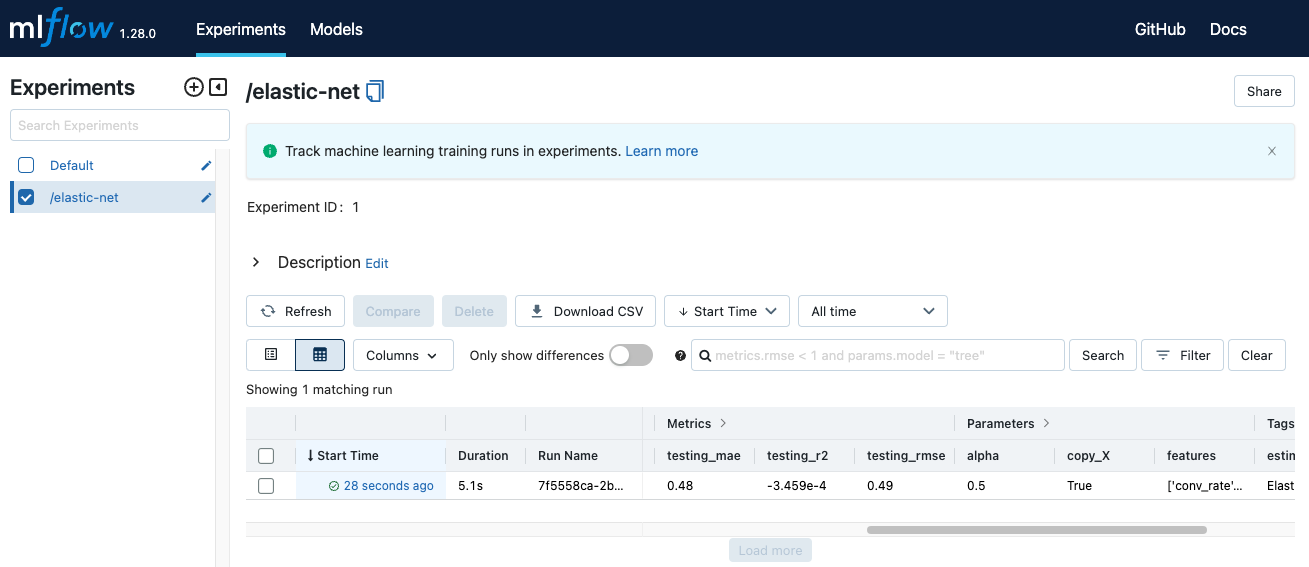 mlflow 1.28.0 Experiments Models GitHub Docs
Experiments
Search Experiments
Default
/elastic-net
/elastic-net Share
Track machine learning training runs in experiments. Learn more
Experiment ID: 1
Description Edit
Refresh Compare Delete Download CSV ↓ Start Time All time
Columns Only show differences metrics.rmse < 1 and params.model = "tree" Search Filter Clear
Showing 1 matching run
Metrics Parameters Tags
↓ Start Time Duration Run Name testing_mae testing_r2 testing_rmse alpha copy_X features estim
28 seconds ago 5.1s 7f5558ca-2b... 0.48 -3.459e-4 0.49 0.5 True ['conv_rate'... Elast
Load more